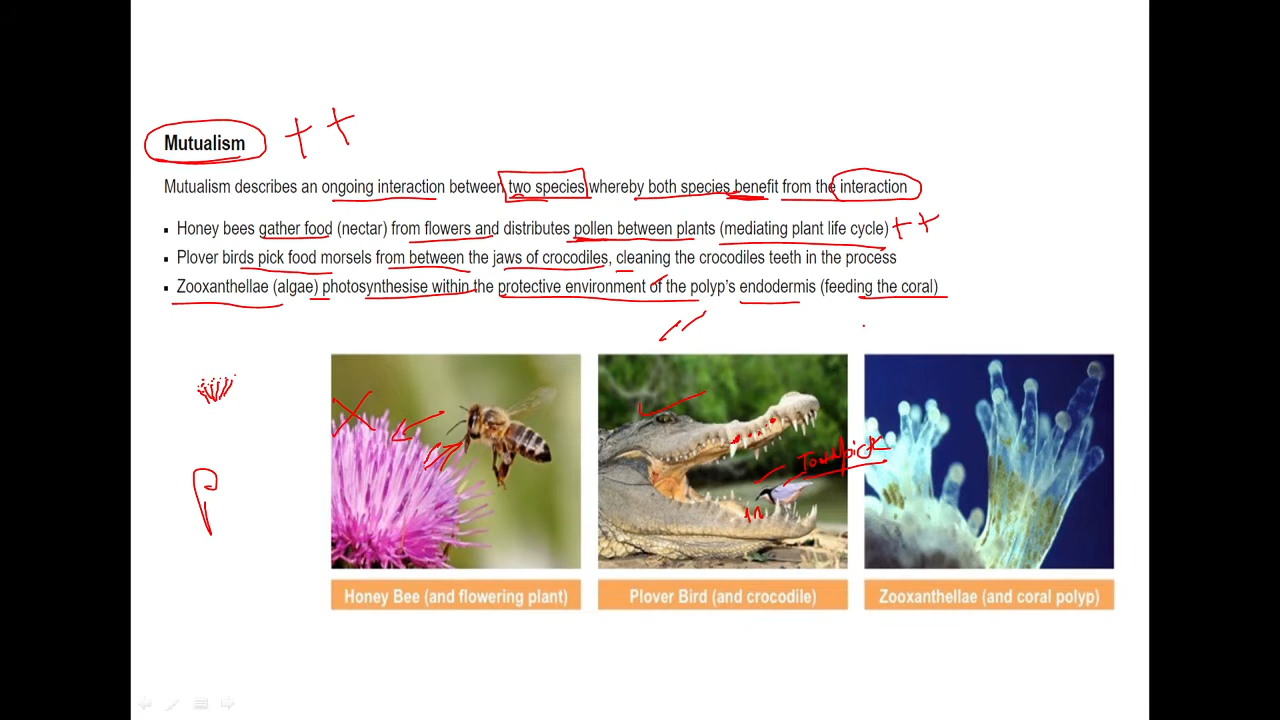 Mutualism + +
Mutualism describes an ongoing interaction between two species whereby both species benefit from the interaction
▪ Honey bees gather food (nectar) from flowers and distributes pollen between plants (mediating plant life cycle) + +
▪ Plover birds pick food morsels from between the jaws of crocodiles, cleaning the crocodiles teeth in the process
▪ Zooxanthellae (algae) photosynthesise within the protective environment of the polyp's endodermis (feeding the coral)
Honey Bee (and flowering plant)
Plover Bird (and crocodile)
Zooxanthellae (and coral polyp)